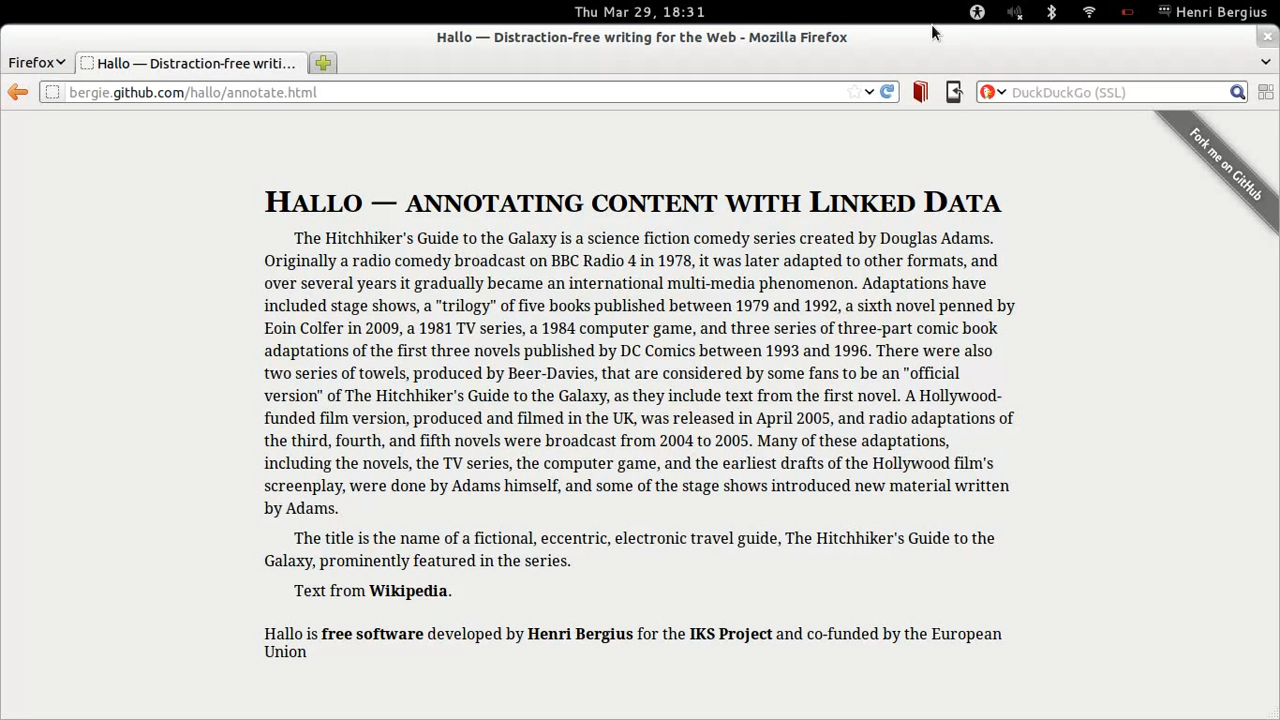 Thu Mar 29, 18:31
Henri Bergius
Hallo — Distraction-free writing for the Web - Mozilla Firefox
Firefox
Hallo — Distraction-free writi...
bergie.github.com/hallo/annotate.html
DuckDuckGo (SSL)
Fork me on GitHub
Hallo — annotating content with Linked Data
The Hitchhiker's Guide to the Galaxy is a science fiction comedy series created by Douglas Adams.
Originally a radio comedy broadcast on BBC Radio 4 in 1978, it was later adapted to other formats, and
over several years it gradually became an international multi-media phenomenon. Adaptations have
included stage shows, a "trilogy" of five books published between 1979 and 1992, a sixth novel penned by
Eoin Colfer in 2009, a 1981 TV series, a 1984 computer game, and three series of three-part comic book
adaptations of the first three novels published by DC Comics between 1993 and 1996. There were also
two series of towels, produced by Beer-Davies, that are considered by some fans to be an "official
version" of The Hitchhiker's Guide to the Galaxy, as they include text from the first novel. A Hollywood-
funded film version, produced and filmed in the UK, was released in April 2005, and radio adaptations of
the third, fourth, and fifth novels were broadcast from 2004 to 2005. Many of these adaptations,
including the novels, the TV series, the computer game, and the earliest drafts of the Hollywood film's
screenplay, were done by Adams himself, and some of the stage shows introduced new material written
by Adams.
The title is the name of a fictional, eccentric, electronic travel guide, The Hitchhiker's Guide to the
Galaxy, prominently featured in the series.
Text from Wikipedia.
Hallo is free software developed by Henri Bergius for the IKS Project and co-funded by the European
Union